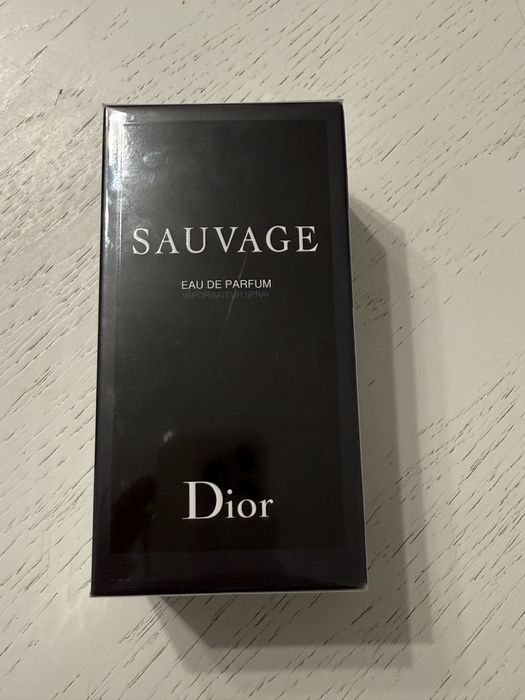 SAUVAGE
EAU DE PARFUM
VAPORISATEUR SPRAY
Dior